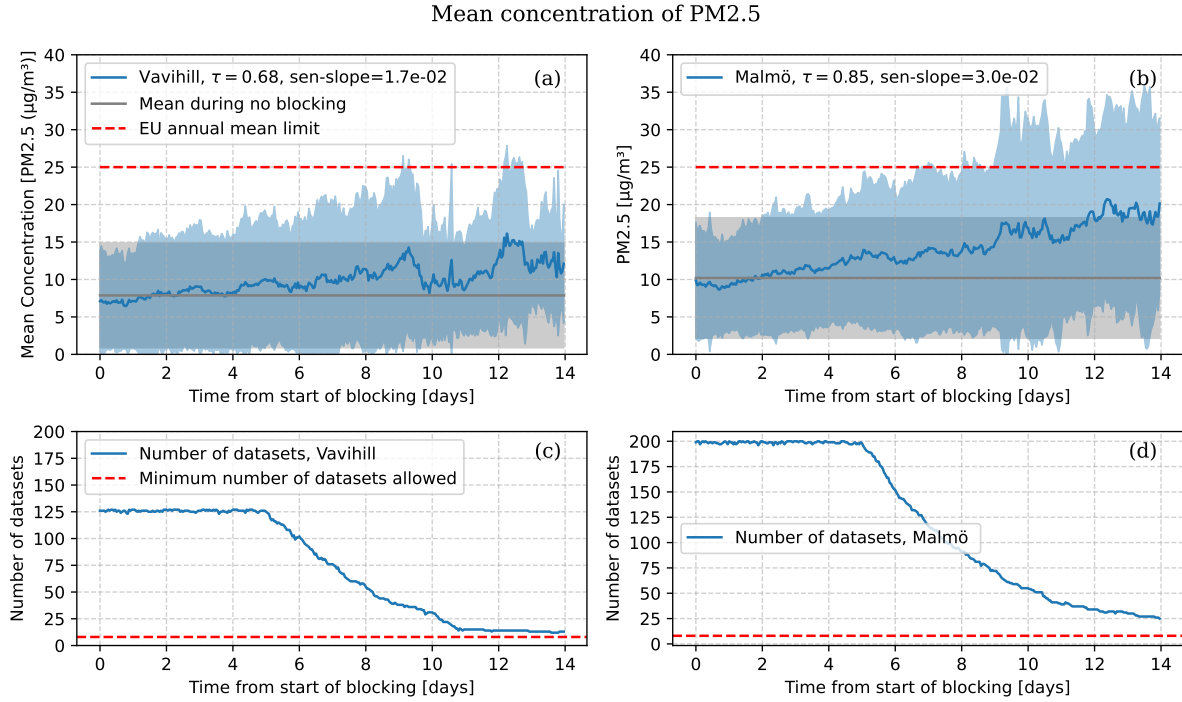 Mean concentration of PM2.5
Mean Concentration [PM2.5 (µg/m³)]
40
35
30
25
20
15
10
5
0
Vavihill, τ = 0.68, sen-slope=1.7e-02
Mean during no blocking
EU annual mean limit
(a)
0 2 4 6 8 10 12 14
Time from start of blocking [days]
PM2.5 [µg/m³]
40
35
30
25
20
15
10
5
0
Malmö, τ = 0.85, sen-slope=3.0e-02
(b)
0 2 4 6 8 10 12 14
Time from start of blocking [days]
Number of datasets
200
175
150
125
100
75
50
25
0
Number of datasets, Vavihill
Minimum number of datasets allowed
(c)
0 2 4 6 8 10 12 14
Time from start of blocking [days]
Number of datasets
200
175
150
125
100
75
50
25
0
(d)
Number of datasets, Malmö
0 2 4 6 8 10 12 14
Time from start of blocking [days]